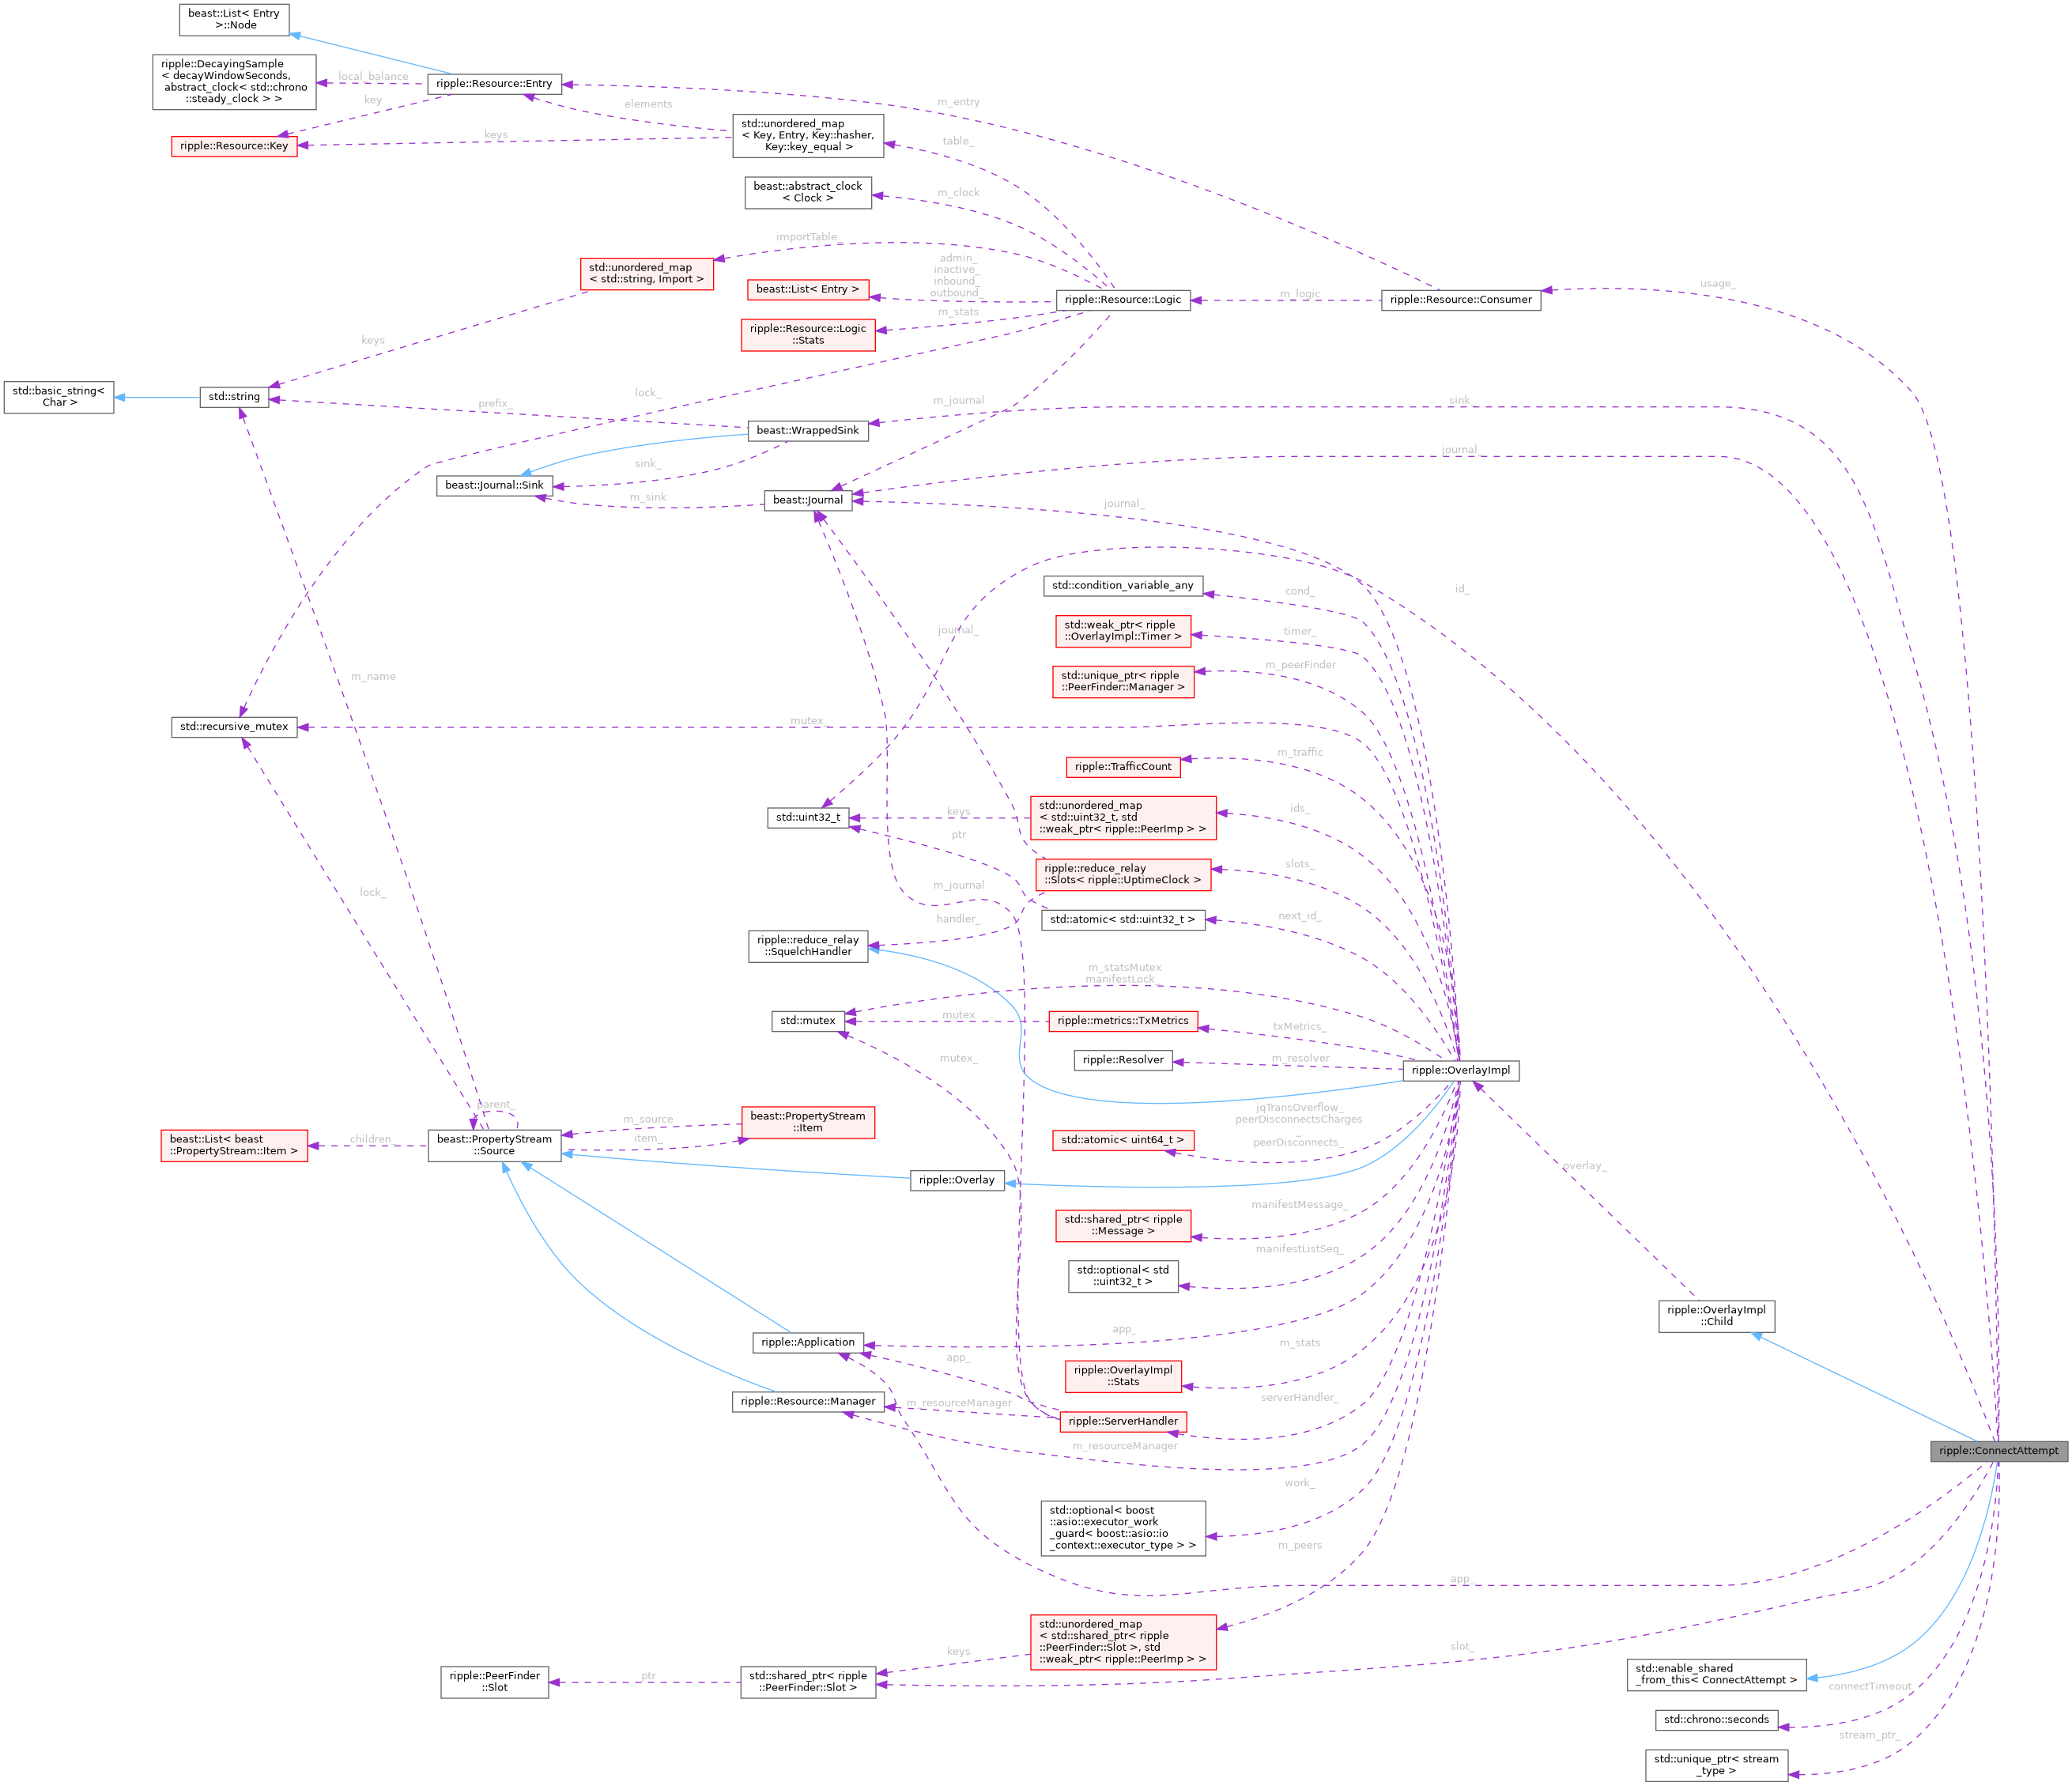 beast::List< Entry
>::Node
ripple::DecayingSample
< decayWindowSeconds,
abstract_clock< std::chrono
::steady_clock > >
local_balance
ripple::Resource::Entry
key
elements
m_entry
ripple::Resource::Key
keys
std::unordered_map
< Key, Entry, Key::hasher,
Key::key_equal >
table_
beast::abstract_clock
< Clock >
m_clock
importTable_
std::unordered_map
< std::string, Import >
admin_
inactive_
inbound_
outbound_
beast::List< Entry >
ripple::Resource::Logic
m_logic
ripple::Resource::Consumer
usage_
m_stats
ripple::Resource::Logic
::Stats
keys
std::basic_string<
Char >
std::string
lock_
prefix_
m_journal
sink_
beast::WrappedSink
journal_
sink_
beast::Journal::Sink
m_sink
beast::Journal
journal_
std::condition_variable_any
cond_
id_
std::weak_ptr< ripple
::OverlayImpl::Timer >
timer_
journal_
std::unique_ptr< ripple
::PeerFinder::Manager >
m_peerFinder
m_name
std::recursive_mutex
mutex_
ripple::TrafficCount
m_traffic
std::uint32_t
keys
std::unordered_map
< std::uint32_t, std
::weak_ptr< ripple::PeerImp > >
ids_
ptr
ripple::reduce_relay
::Slots< ripple::UptimeClock >
slots_
lock_
m_journal
handler_
std::atomic< std::uint32_t >
next_id_
ripple::reduce_relay
::SquelchHandler
m_statsMutex
manifestLock_
std::mutex
mutex
ripple::metrics::TxMetrics
txMetrics_
mutex_
ripple::Resolver
m_resolver
ripple::OverlayImpl
parent_
jqTransOverflow_
peerDisconnectsCharges
_
peerDisconnects_
beast::PropertyStream
::Item
m_source
item_
std::atomic< uint64_t >
beast::List< beast
::PropertyStream::Item >
children_
beast::PropertyStream
::Source
overlay_
ripple::Overlay
manifestMessage_
std::shared_ptr< ripple
::Message >
manifestListSeq_
std::optional< std
::uint32_t >
ripple::OverlayImpl
::Child
ripple::Application
app_
m_stats
app_
ripple::OverlayImpl
::Stats
ripple::Resource::Manager
m_resourceManager
serverHandler_
ripple::ServerHandler
m_resourceManager
ripple::ConnectAttempt
work_
std::optional< boost
::asio::executor_work
_guard< boost::asio::io
_context::executor_type > >
m_peers
app_
std::unordered_map
< std::shared_ptr< ripple
::PeerFinder::Slot >, std
::weak_ptr< ripple::PeerImp > >
keys
slot_
ripple::PeerFinder
::Slot
ptr
std::shared_ptr< ripple
::PeerFinder::Slot >
std::enable_shared
_from_this< ConnectAttempt >
connectTimeout
std::chrono::seconds
stream_ptr_
std::unique_ptr< stream
_type >